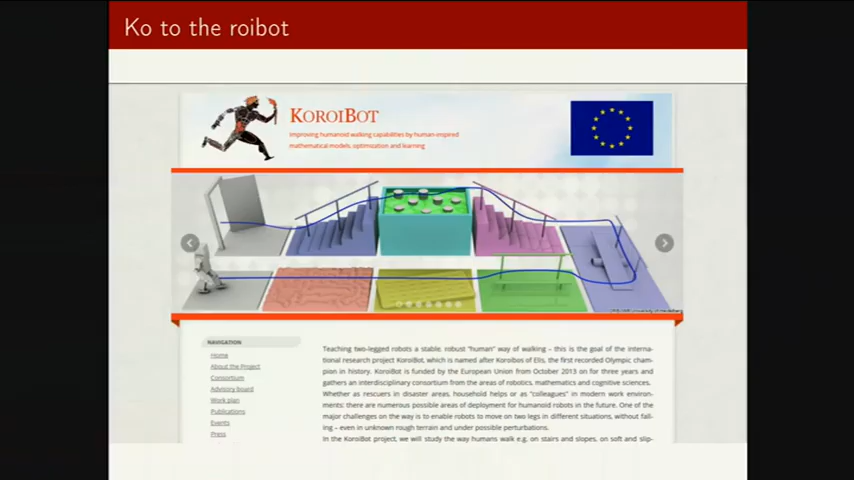 Ko to the roibot
KOROIBOT
Improving humanoid walking capabilities by human-inspired
mathematical models, optimization and learning
NAVIGATION
Home
About the Project
Consortium
Advisory board
Work plan
Publications
Events
Press
Teaching two-legged robots a stable, robust "human" way of walking – this is the goal of the interna-
tional research project KoroiBot, which is named after Koroibos of Elis, the first recorded Olympic cham-
pion in history. KoroiBot is funded by the European Union from October 2013 on for three years and
gathers an interdisciplinary consortium from the areas of robotics, mathematics and cognitive sciences.
Whether as rescuers in disaster areas, household helps or as "colleagues" in modern work environ-
ments: there are numerous possible areas of deployment for humanoid robots in the future. One of the
major challenges on the way is to enable robots to move on two legs in different situations, without fall-
ing – even in unknown rough terrain and under possible perturbations.
In the KoroiBot project, we will study the way humans walk e.g. on stairs and slopes, on soft and slip-